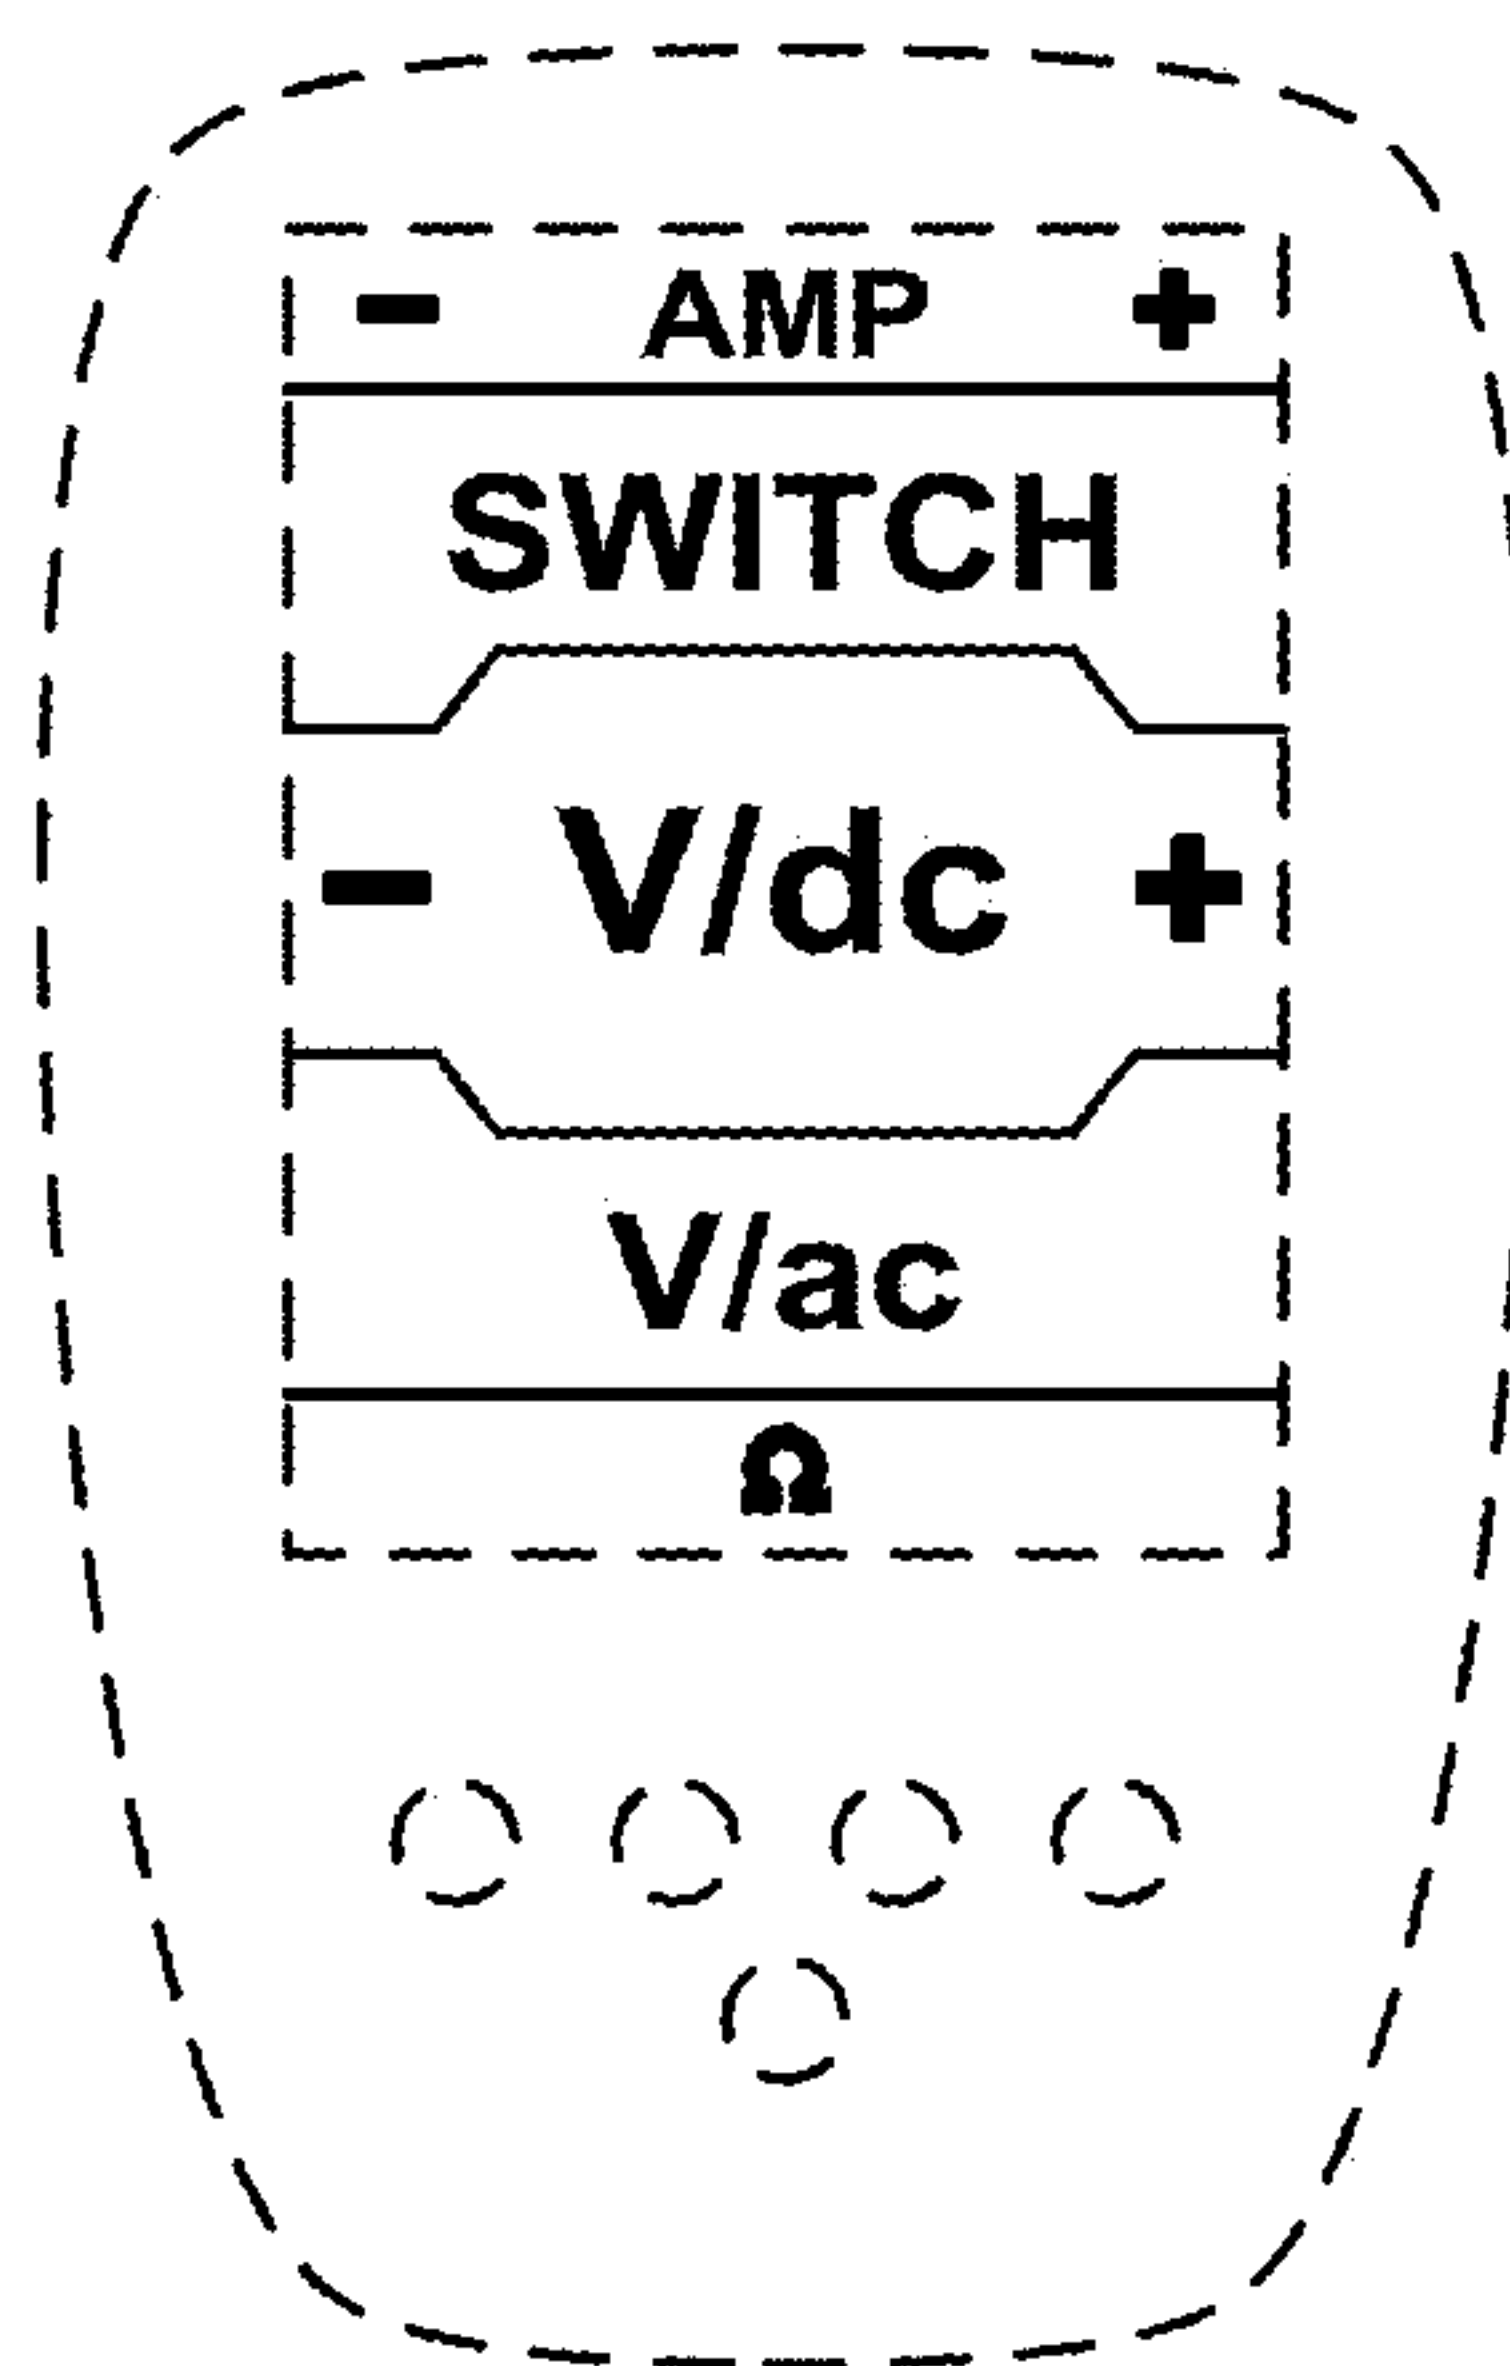 - AMP +
SWITCH
- V/dc +
V/ac
Ω